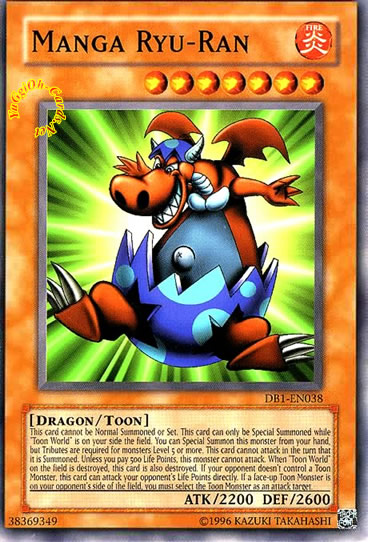 MANGA RYU-RAN
FIRE
炎
YuGiOh-Cards.Net
DB1-EN038
[DRAGON/TOON]
This card cannot be Normal Summoned or Set. This card can only be Special Summoned while
"Toon World" is on your side the field. You can Special Summon this monster from your hand,
but Tributes are required for monsters Level 5 or more. This card cannot attack in the turn that
it is Summoned. Unless you pay 500 Life Points, this monster cannot attack. When "Toon World"
on the field is destroyed, this card is also destroyed. If your opponent doesn't control a Toon
Monster, this card can attack your opponent's Life Points directly. If a face-up Toon Monster is
on your opponent's side of field, you must select the Toon Monster as an attack target.
ATK/2200 DEF/2600
38369349
©1996 KAZUKI TAKAHASHI